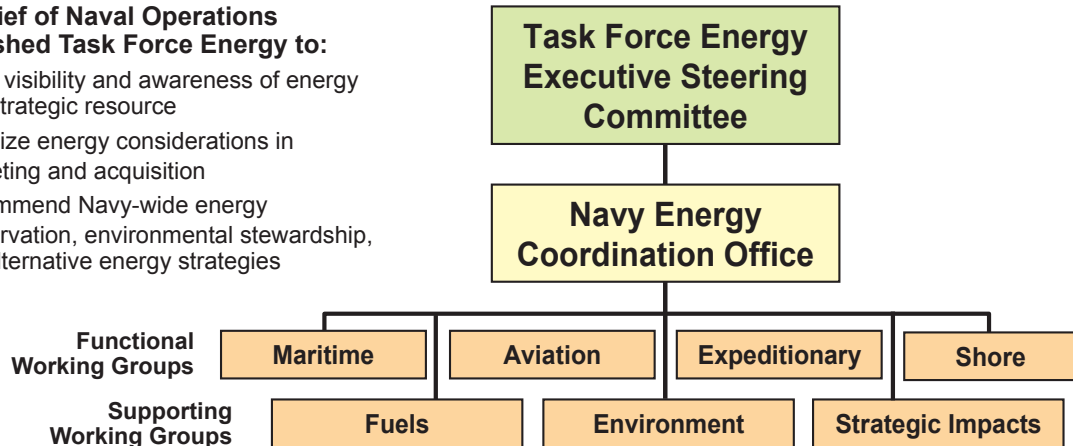 ief of Naval Operations
shed Task Force Energy to:
visibility and awareness of energy
trategic resource
ize energy considerations in
eting and acquisition
mmend Navy-wide energy
rvation, environmental stewardship,
lternative energy strategies
Task Force Energy
Executive Steering
Committee
Navy Energy
Coordination Office
Functional
Working Groups
Maritime
Aviation
Expeditionary
Shore
Supporting
Working Groups
Fuels
Environment
Strategic Impacts